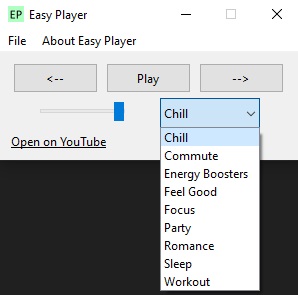 EP Easy Player
File About Easy Player
<-- Play -->
Chill
Open on YouTube
Chill
Commute
Energy Boosters
Feel Good
Focus
Party
Romance
Sleep
Workout